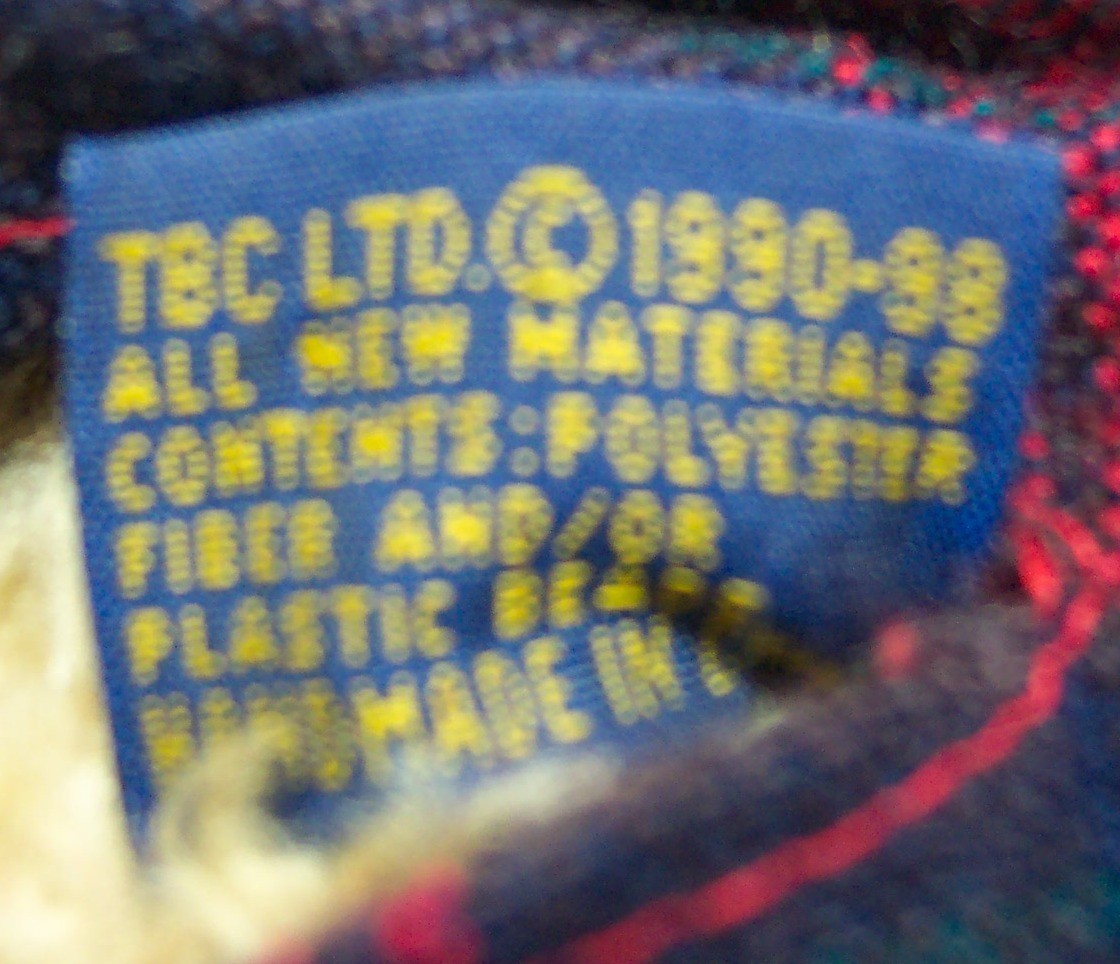 TBC LTD. © 1990-98
ALL NEW MATERIALS
CONTENTS: POLYESTER
FIBER AND/OR
PLASTIC
MADE IN